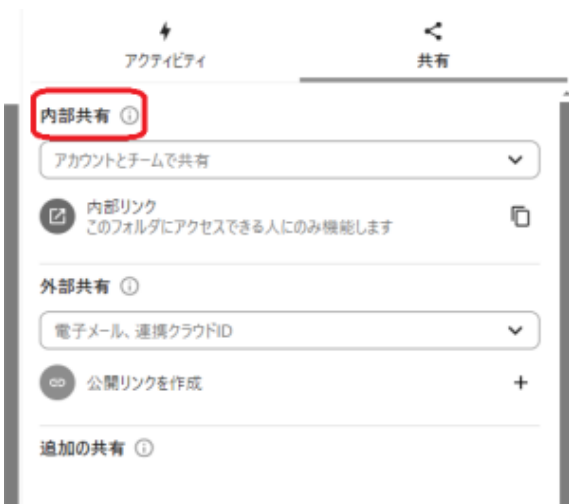 アクティビティ
共有
内部共有
アカウントとチームで共有
内部リンク
このフォルダにアクセスできる人にのみ機能します
外部共有
電子メール、連携クラウドID
公開リンクを作成
追加の共有